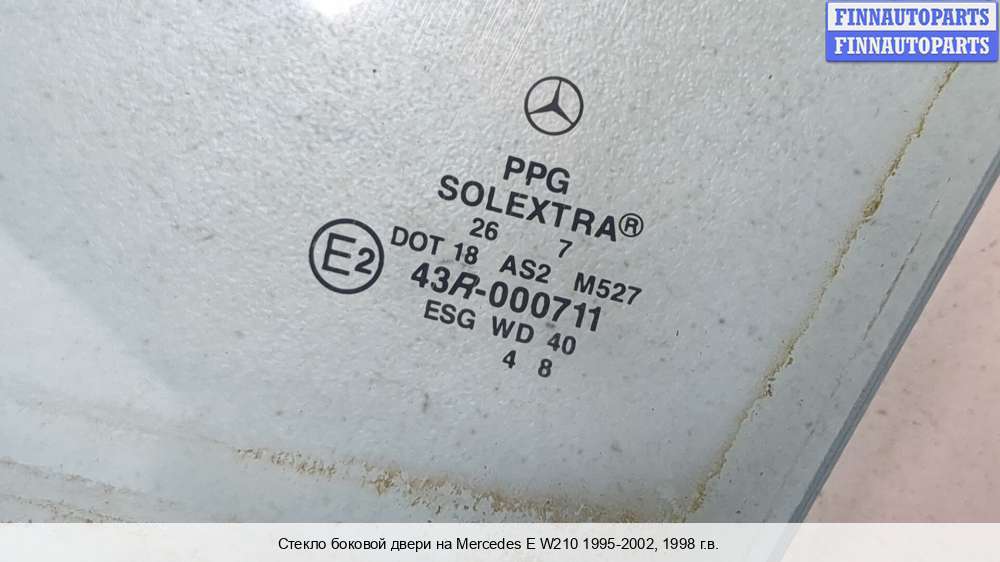 FINNAUTOPARTS
FINNAUTOPARTS
PPG
SOLEXTRA®
26 7
DOT 18 AS2 M527
E2
43R-000711
ESG WD 40
4 8
Стекло боковой двери на Mercedes E W210 1995-2002, 1998 г.в.